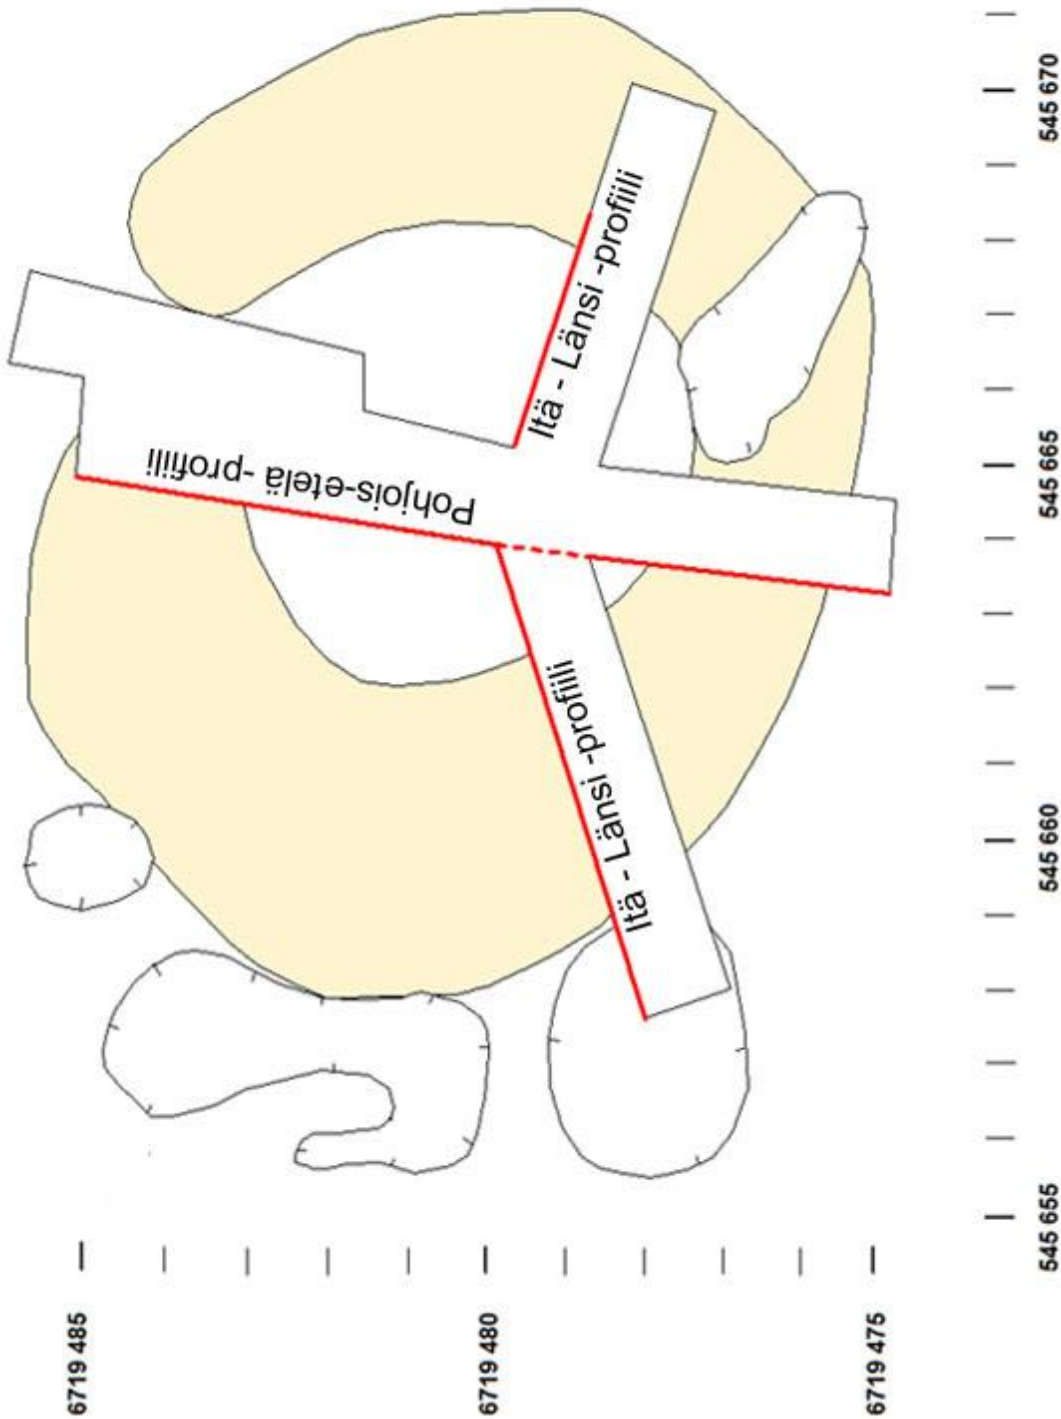 Itä - Länsi -profiili
Pohjois-etelä -profiili
Itä - Länsi -profiili
545 670
545 665
545 660
545 655
6719 485
6719 480
6719 475